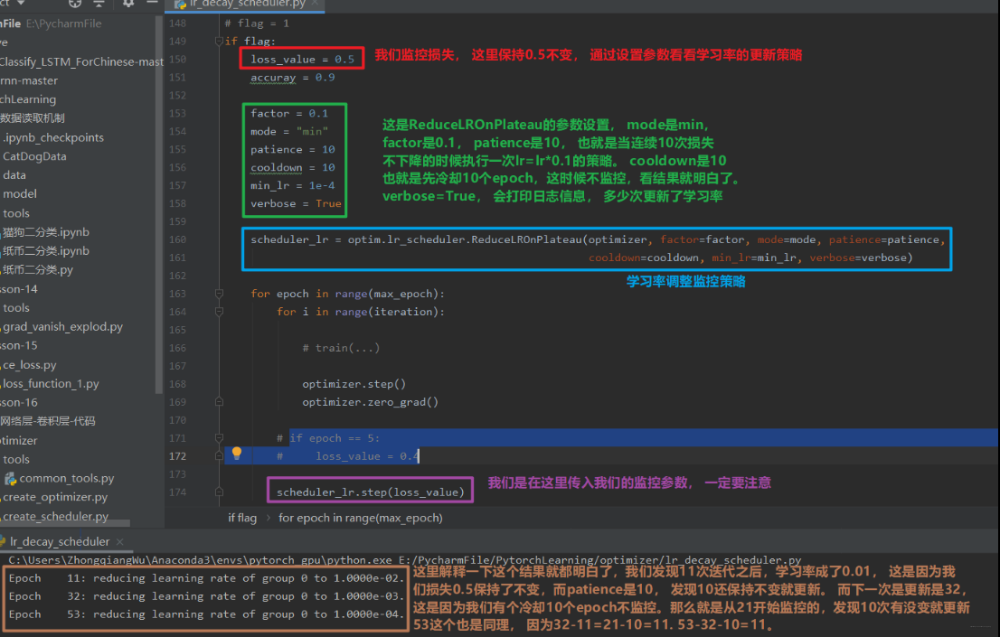 ct
lr_decay_scheduler.py
mFile E:\PycharmFile
ve
Classify_LSTM_ForChinese-mast
rnn-master
rchLearning
数据读取机制
.ipynb_checkpoints
CatDogData
data
model
tools
猫狗二分类.ipynb
纸币二分类.ipynb
纸币二分类.py
sson-14
tools
grad_vanish_explod.py
sson-15
ce_loss.py
loss_function_1.py
sson-16
网络层-卷积层-代码
ptimizer
tools
common_tools.py
create_optimizer.py
create_scheduler.py
148 # flag = 1
149 if flag:
150 loss_value = 0.5
我们监控损失， 这里保持0.5不变， 通过设置参数看看学习率的更新策略
151 accuray = 0.9
152
153 factor = 0.1
154 mode = "min"
155 patience = 10
156 cooldown = 10
157 min_lr = 1e-4
158 verbose = True
这是ReduceLROnPlateau的参数设置， mode是min，
factor是0.1， patience是10， 也就是当连续10次损失
不下降的时候执行一次lr=lr*0.1的策略。 cooldown是10
也就是先冷却10个epoch，这时候不监控，看结果就明白了。
verbose=True， 会打印日志信息， 多少次更新了学习率
159
160 scheduler_lr = optim.lr_scheduler.ReduceLROnPlateau(optimizer, factor=factor, mode=mode, patience=patience,
161 cooldown=cooldown, min_lr=min_lr, verbose=verbose)
学习率调整监控策略
162
163 for epoch in range(max_epoch):
164 for i in range(iteration):
165
166 # train(...)
167
168 optimizer.step()
169 optimizer.zero_grad()
170
171 # if epoch == 5:
172 # loss_value = 0.4
173
174 scheduler_lr.step(loss_value)
我们是在这里传入我们的监控参数， 一定要注意
if flag › for epoch in range(max_epoch)
lr_decay_scheduler
C:\Users\ZhongqiangWu\Anaconda3\envs\pytorch_gpu\python.exe E:/PycharmFile/PytorchLearning/optimizer/lr_decay_scheduler.py
Epoch 11: reducing learning rate of group 0 to 1.0000e-02.
Epoch 32: reducing learning rate of group 0 to 1.0000e-03.
Epoch 53: reducing learning rate of group 0 to 1.0000e-04.
这里解释一下这个结果就都明白了，我们发现11次迭代之后，学习率成了0.01， 这是因为我
们损失0.5保持了不变，而patience是10， 发现10还保持不变就更新。 而下一次是更新是32，
这是因为我们有个冷却10个epoch不监控。那么就是从21开始监控的，发现10次有没变就更新
53这个也是同理， 因为32-11=21-10=11. 53-32-10=11。